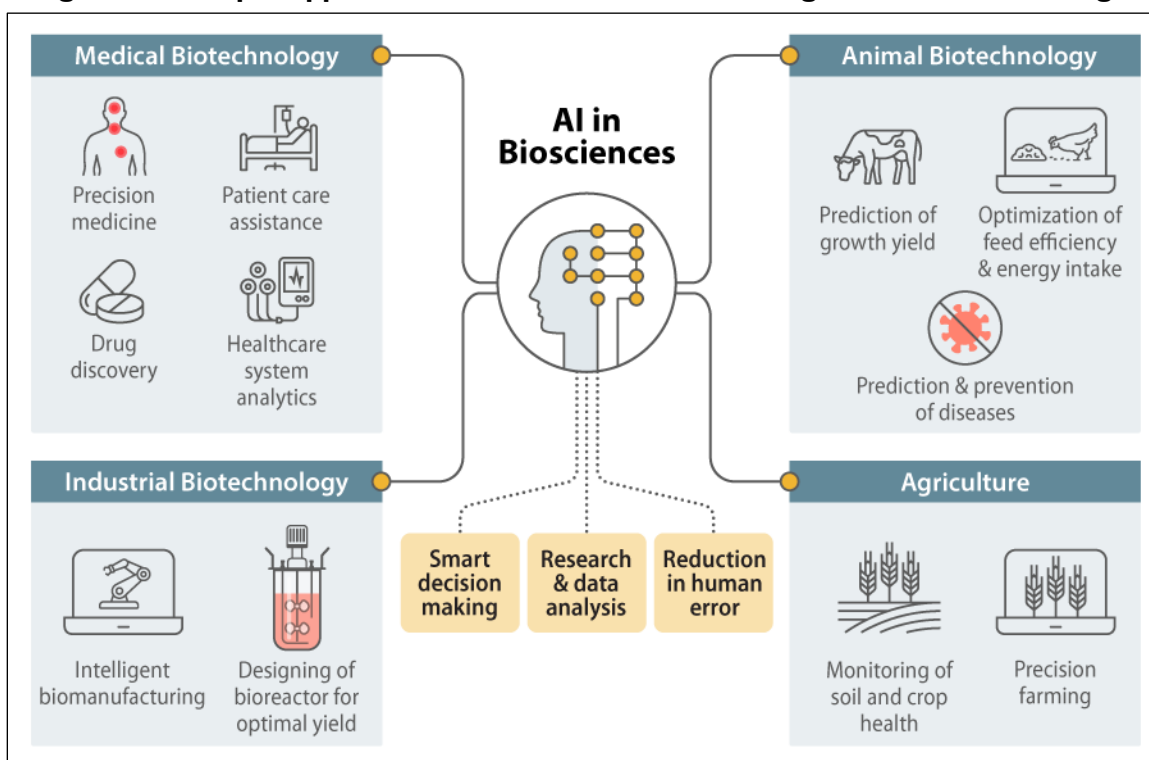 Medical Biotechnology
Precision
medicine
Patient care
assistance
Drug
discovery
Healthcare
system
analytics
AI in
Biosciences
Animal Biotechnology
Prediction of
growth yield
Optimization of
feed efficiency
& energy intake
Prediction & prevention
of diseases
Industrial Biotechnology
Intelligent
biomanufacturing
Designing of
bioreactor for
optimal yield
Smart
decision
making
Research
& data
analysis
Reduction
in human
error
Agriculture
Monitoring of
soil and crop
health
Precision
farming